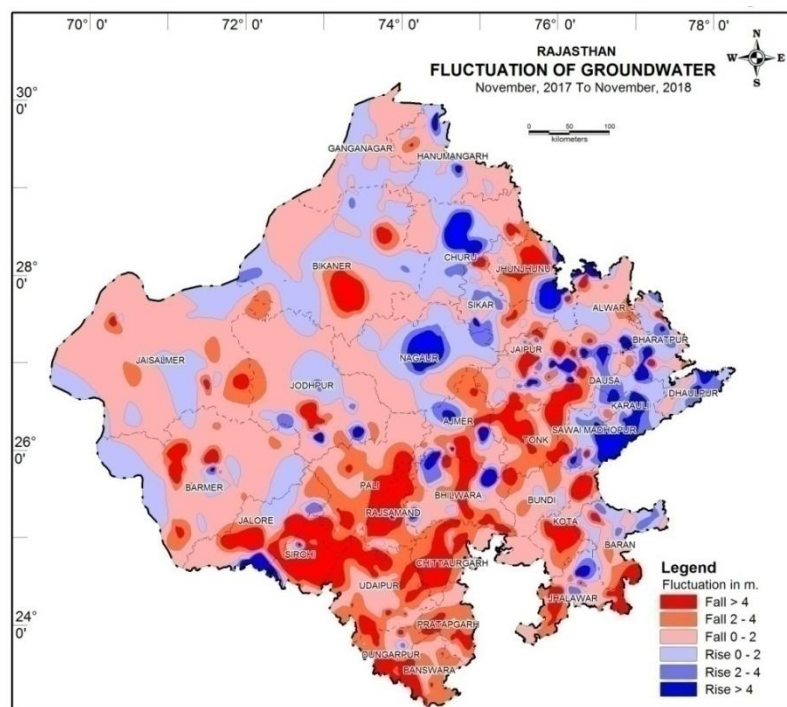 70° 0'
72° 0'
74° 0'
76° 0'
78° 0'
RAJASTHAN
FLUCTUATION OF GROUNDWATER
November, 2017 To November, 2018
N
W E
S
0 50 100
kilometers
30°
0'
GANGANAGAR
HANUMANGARH
28°
0'
CHURU
BIKANER
JHUNJHUNU
SIKAR
ALWAR
BHARATPUR
JAISALMER
NAGAUR
JAIPUR
JODHPUR
DAUSA
DHAULPUR
KARAULI
AJMER
SAWAI MADHOPUR
TONK
26°
0'
BARMER
PALI
BHILWARA
BUNDI
RAJSAMAND
JALORE
KOTA
BARAN
SIROHI
CHITTAURGARH
UDAIPUR
JHALAWAR
24°
0'
PRATAPGARH
DUNGARPUR
BANSWARA
Legend
Fluctuation in m.
Fall > 4
Fall 2 - 4
Fall 0 - 2
Rise 0 - 2
Rise 2 - 4
Rise >4